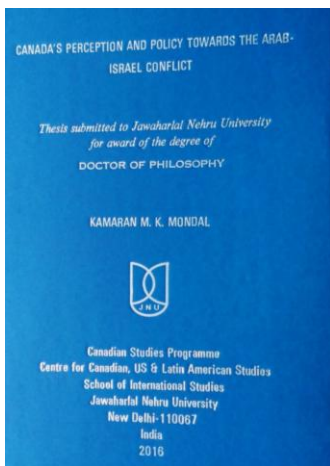 CANADA'S PERCEPTION AND POLICY TOWARDS THE ARAB-
ISRAEL CONFLICT
Thesis submitted to Jawaharlal Nehru University
for award of the degree of
DOCTOR OF PHILOSOPHY
KAMARAN M. K. MONDAL
JNU
Canadian Studies Programme
Centre for Canadian, US & Latin American Studies
School of International Studies
Jawaharlal Nehru University
New Delhi-110067
India
2016